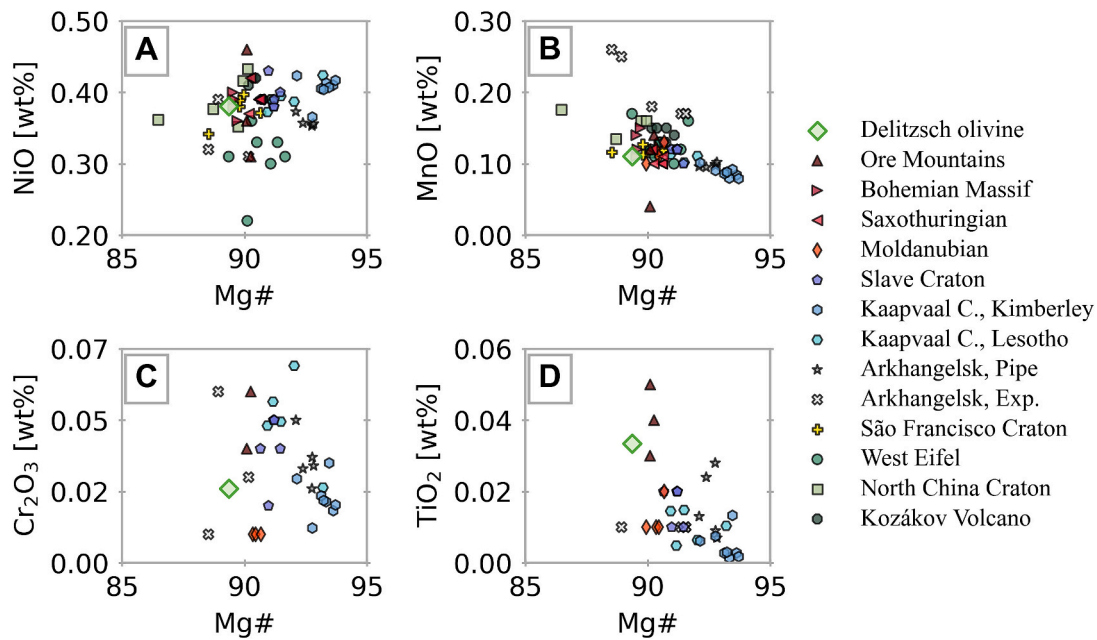 A
0.50
0.40
0.30
0.20
NiO [wt%]
85 90 95
Mg#
B
0.30
0.20
0.10
0.00
MnO [wt%]
85 90 95
Mg#
C
0.07
0.05
0.02
0.00
Cr₂O₃ [wt%]
85 90 95
Mg#
D
0.06
0.04
0.02
0.00
TiO₂ [wt%]
85 90 95
Mg#
Delitzsch olivine
Ore Mountains
Bohemian Massif
Saxothuringian
Moldanubian
Slave Craton
Kaapvaal C., Kimberley
Kaapvaal C., Lesotho
Arkhangelsk, Pipe
Arkhangelsk, Exp.
São Francisco Craton
West Eifel
North China Craton
Kozákov Volcano